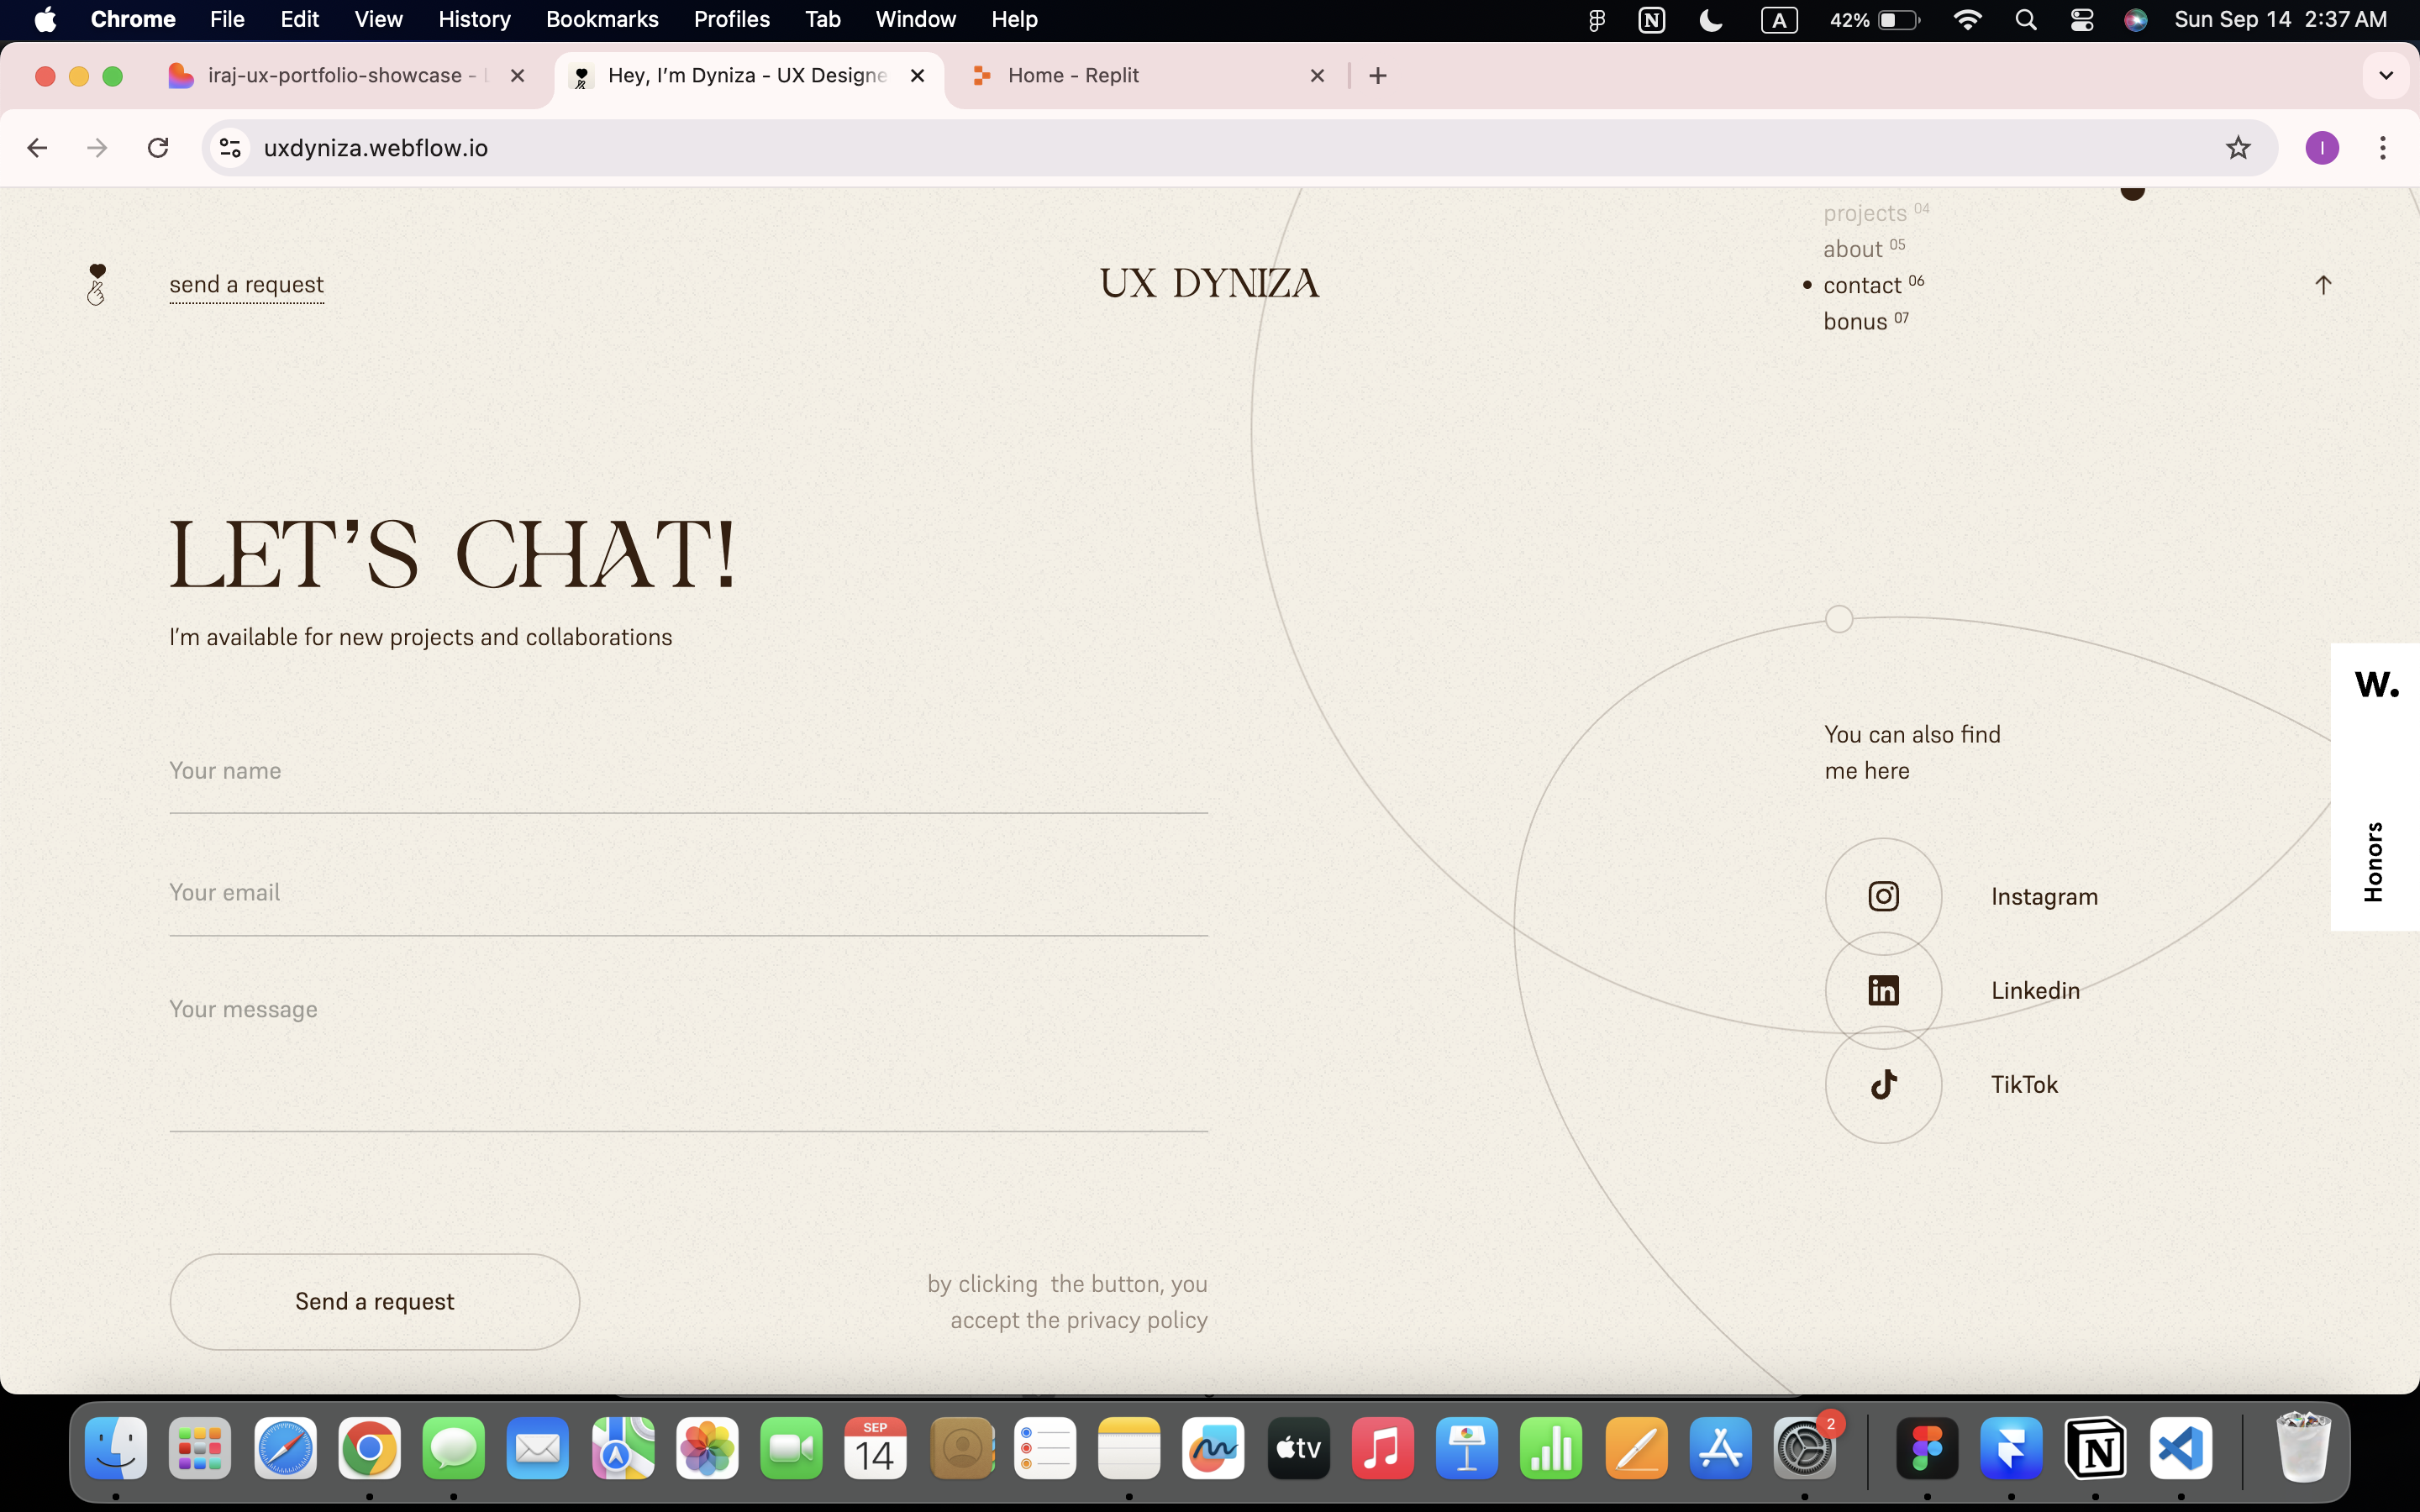 Chrome File Edit View History Bookmarks Profiles Tab Window Help
A 42% Sun Sep 14 2:37 AM
iraj-ux-portfolio-showcase -
Hey, I’m Dyniza - UX Designe
Home - Replit
uxdyniza.webflow.io
I
projects 04
about 05
contact 06
bonus 07
send a request
UX DYNIZA
LET’S CHAT!
I’m available for new projects and collaborations
Your name
Your email
Your message
Send a request
by clicking the button, you
accept the privacy policy
You can also find
me here
Instagram
Linkedin
TikTok
W.
Honors
SEP
14
tv
2